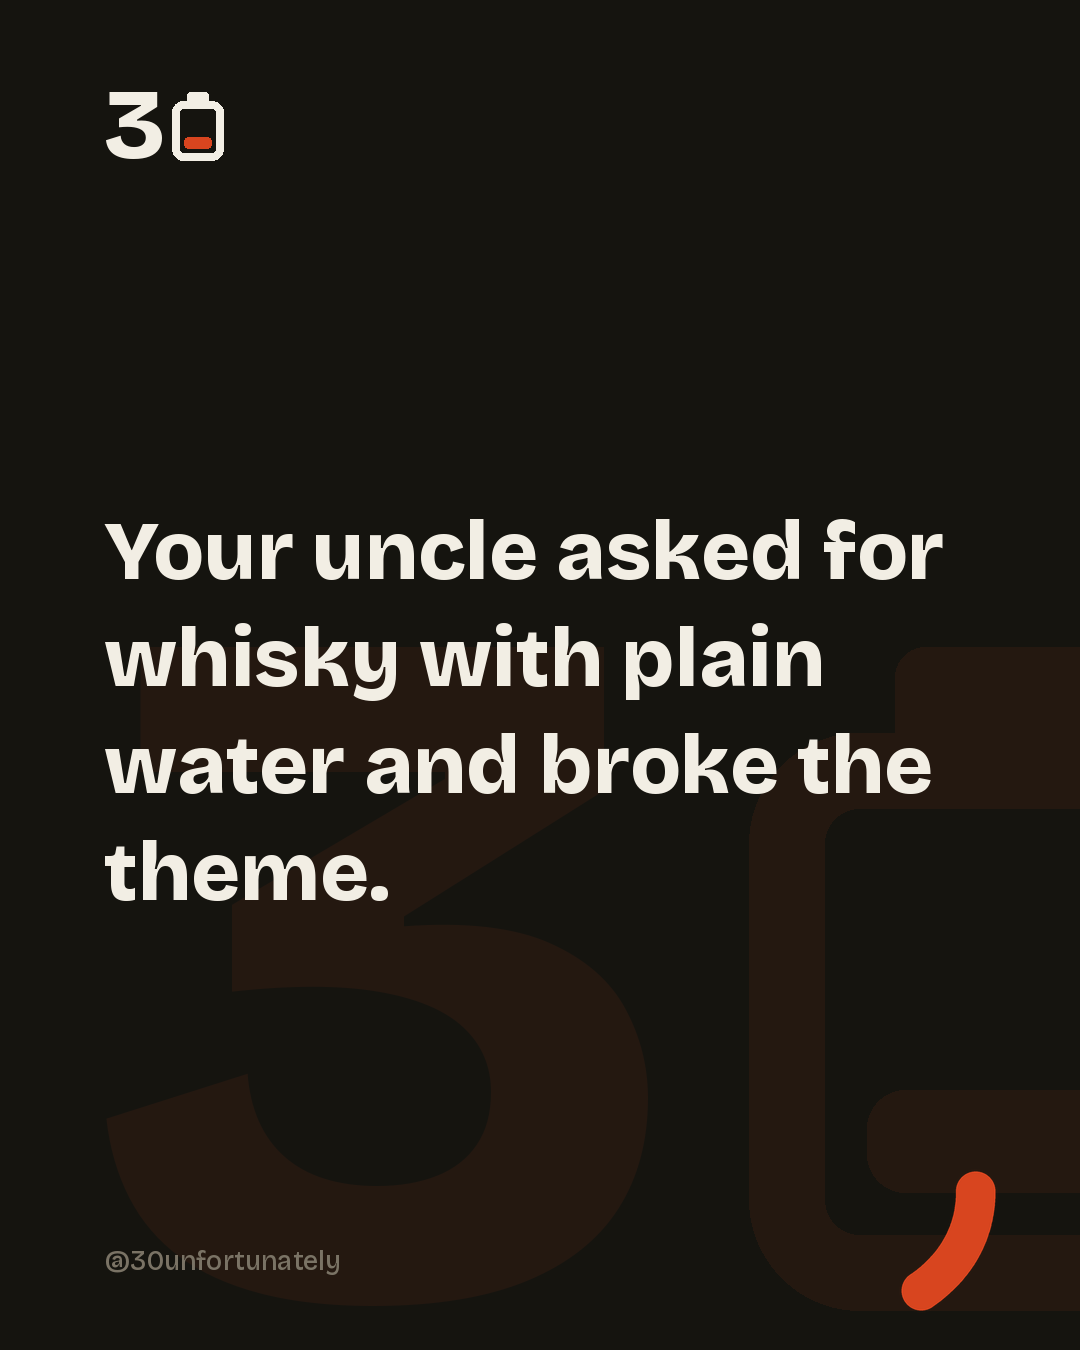 30
Your uncle asked for
whisky with plain
water and broke the
theme.
@30unfortunately